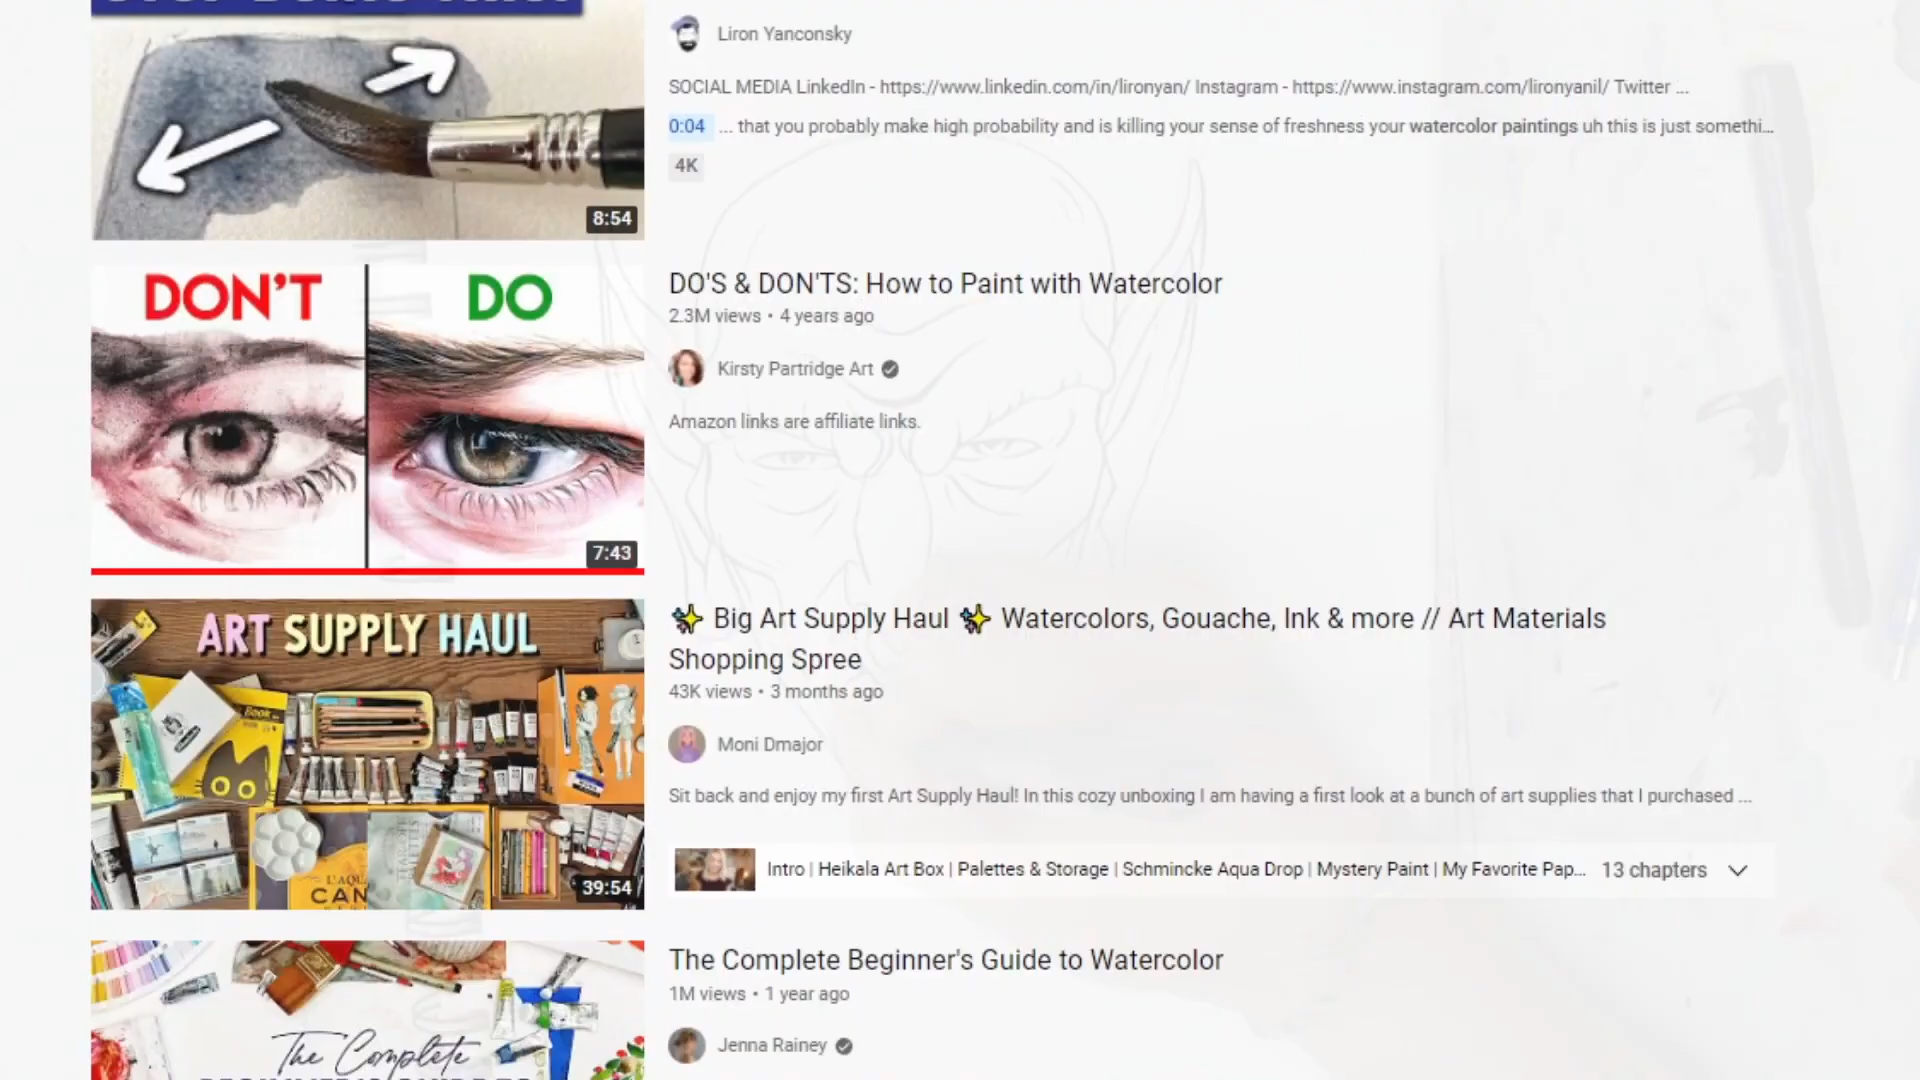 Liron Yanconsky
SOCIAL MEDIA LinkedIn - https://www.linkedin.com/in/lironyan/ Instagram - https://www.instagram.com/lironyanil/ Twitter ...
0:04 ... that you probably make high probability and is killing your sense of freshness your watercolor paintings uh this is just somethi...
4K
8:54
DON'T DO
7:43
DO'S & DON'TS: How to Paint with Watercolor
2.3M views • 4 years ago
Kirsty Partridge Art
Amazon links are affiliate links.
ART SUPPLY HAUL
Book
L'AQU
CAN
39:54
✨ Big Art Supply Haul ✨ Watercolors, Gouache, Ink & more // Art Materials
Shopping Spree
43K views • 3 months ago
Moni Dmajor
Sit back and enjoy my first Art Supply Haul! In this cozy unboxing I am having a first look at a bunch of art supplies that I purchased ...
Intro | Heikala Art Box | Palettes & Storage | Schmincke Aqua Drop | Mystery Paint | My Favorite Pap... 13 chapters
The Complete
The Complete Beginner's Guide to Watercolor
1M views • 1 year ago
Jenna Rainey